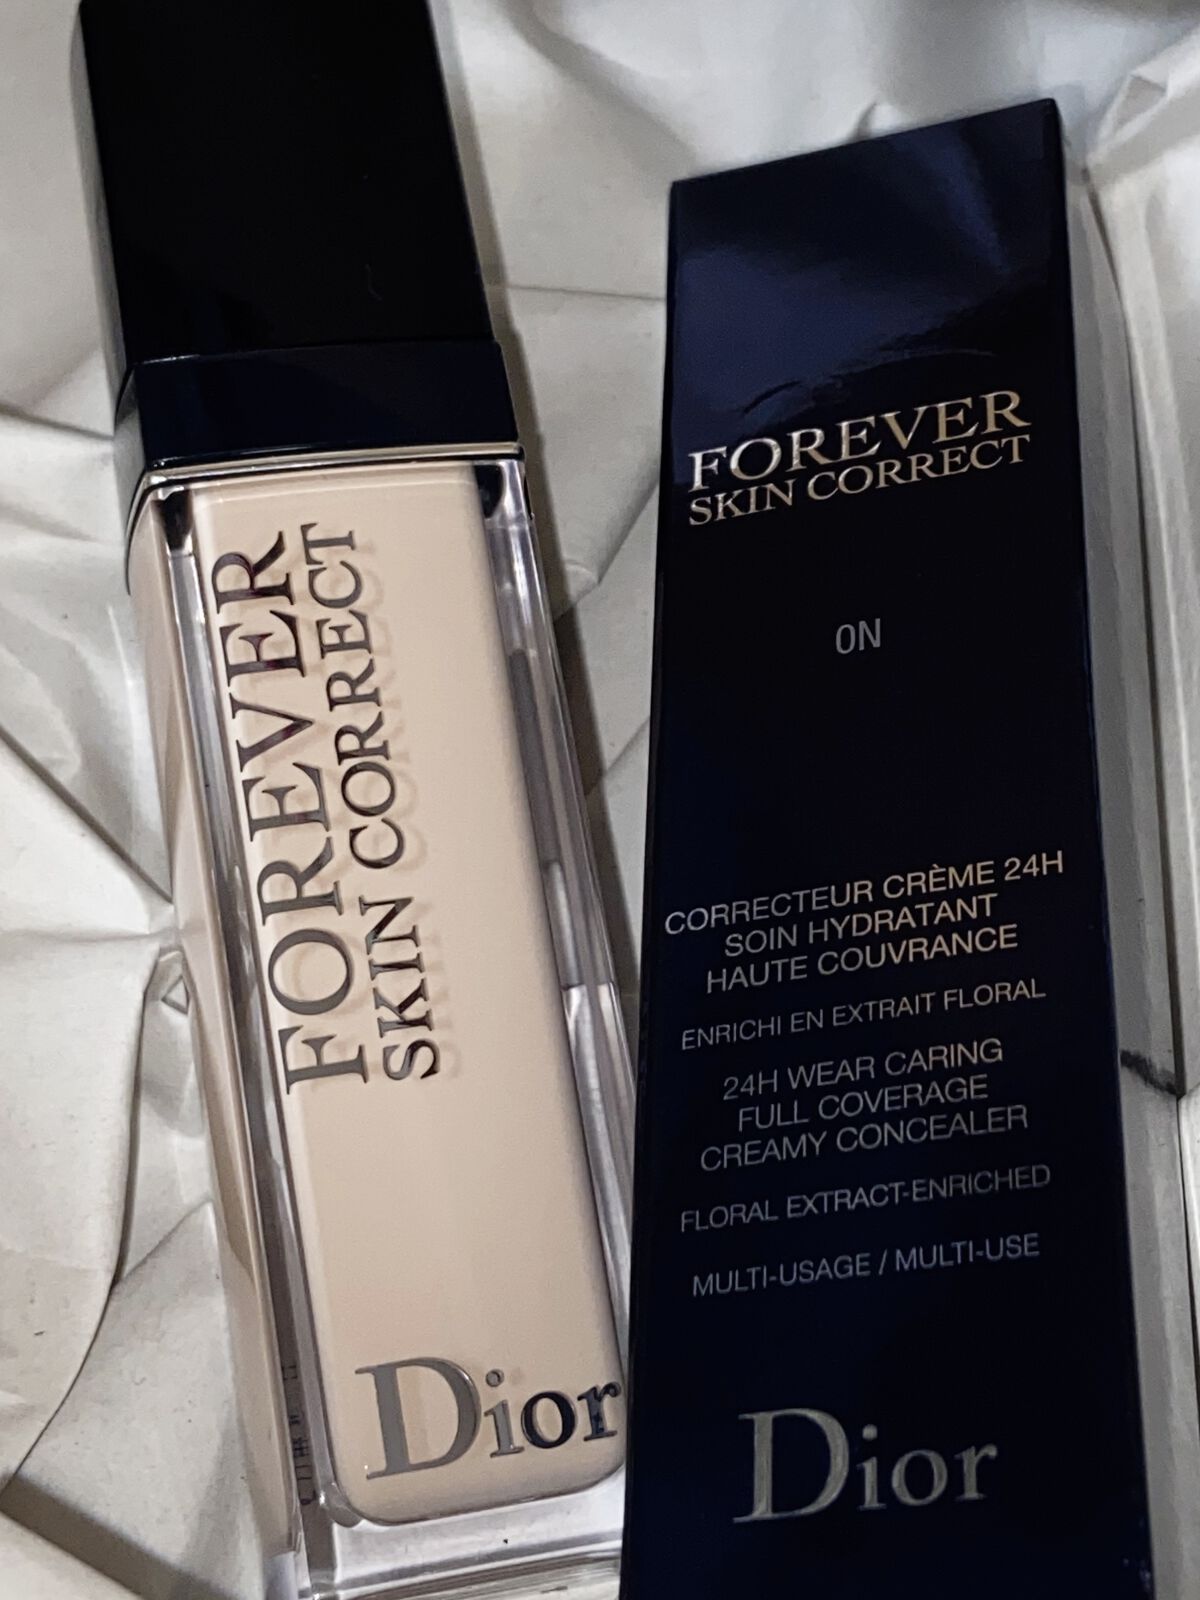 FOREVER
SKIN CORRECT
Dior
FOREVER
SKIN CORRECT
0N
CORRECTEUR CRÈME 24H
SOIN HYDRATANT
HAUTE COUVRANCE
ENRICHI EN EXTRAIT FLORAL
24H WEAR CARING
FULL COVERAGE
CREAMY CONCEALER
FLORAL EXTRACT-ENRICHED
MULTI-USAGE / MULTI-USE
Dior